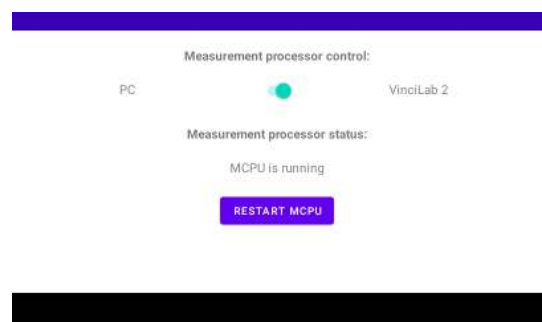 Measurement processor control:
PC VinciLab 2
Measurement processor status:
MCPU is running
RESTART MCPU